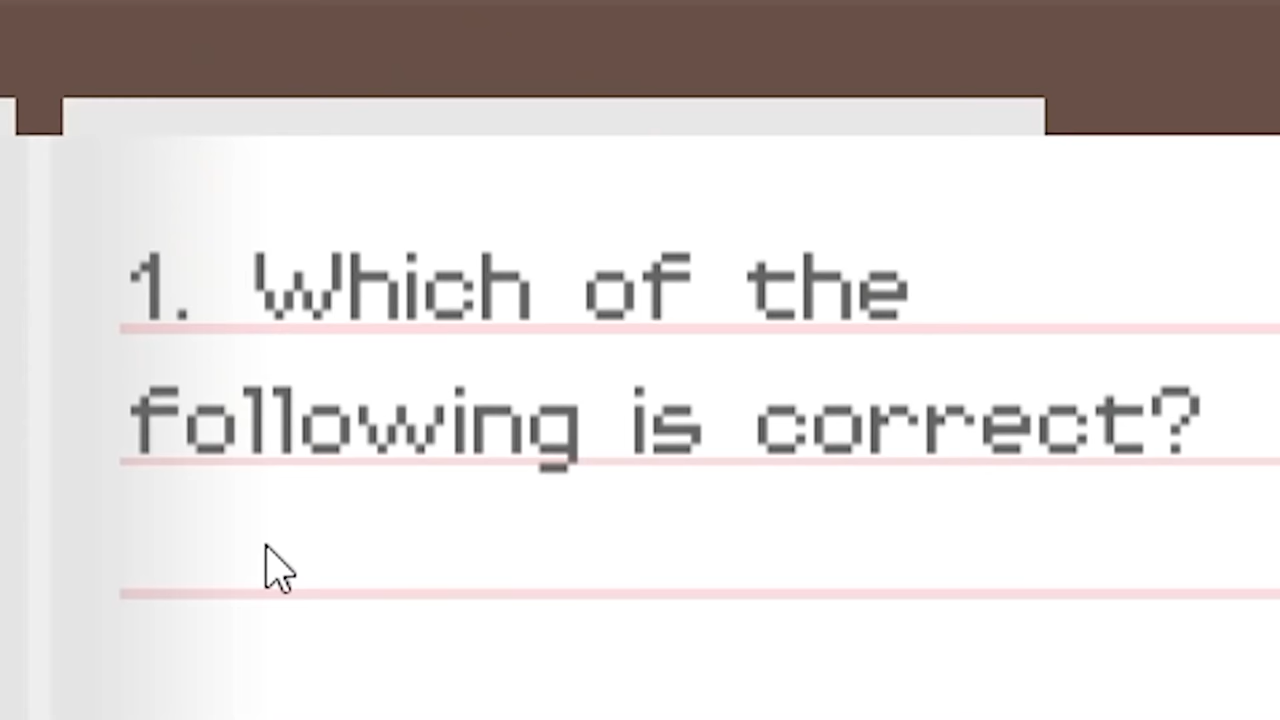 1. Which of the
following is correct?